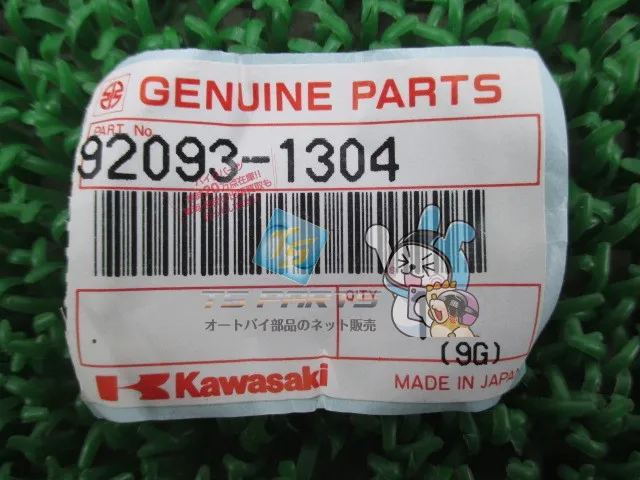 GENUINE PARTS
PART No.
92093-1304
TS PARTS
Q'TY
オートバイ部品のネット販売
(9G)
Kawasaki
MADE IN JAPAN